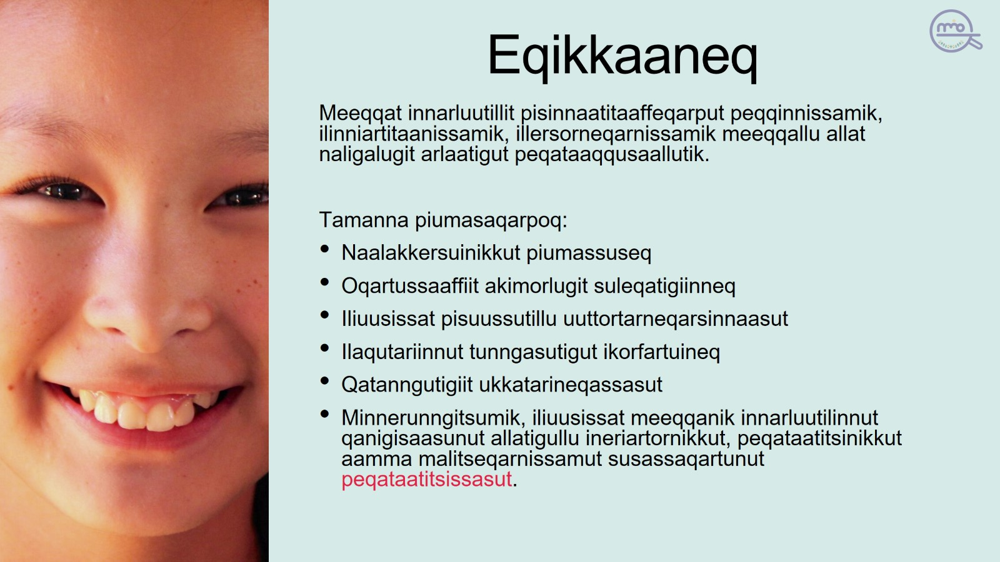 Eqikkaaneq
Meeqqat innarluutillit pisinnaatitaaffeqarput peqqinnissamik,
ilinniartitaanissamik, illersorneqarnissamik meeqqallu allat
naligalugit arlaatigut peqataaqqusaallutik.
Tamanna piumasaqarpoq:
• Naalakkersuinikkut piumassuseq
• Oqartussaaffiit akimorlugit suleqatigiinneq
• Iliuusissat pisuussutillu uuttortarneqarsinnaasut
• Ilaqutariinnut tunngasutigut ikorfartuineq
• Qatanngutigiit ukkatarineqassasut
• Minnerunngitsumik, iliuusissat meeqqanik innarluutilinnut
qanigisaasunut allatigullu ineriartornikkut, peqataatitsinikkut
aamma malitseqarnissamut susassaqartunut
peqataatitsissasut.